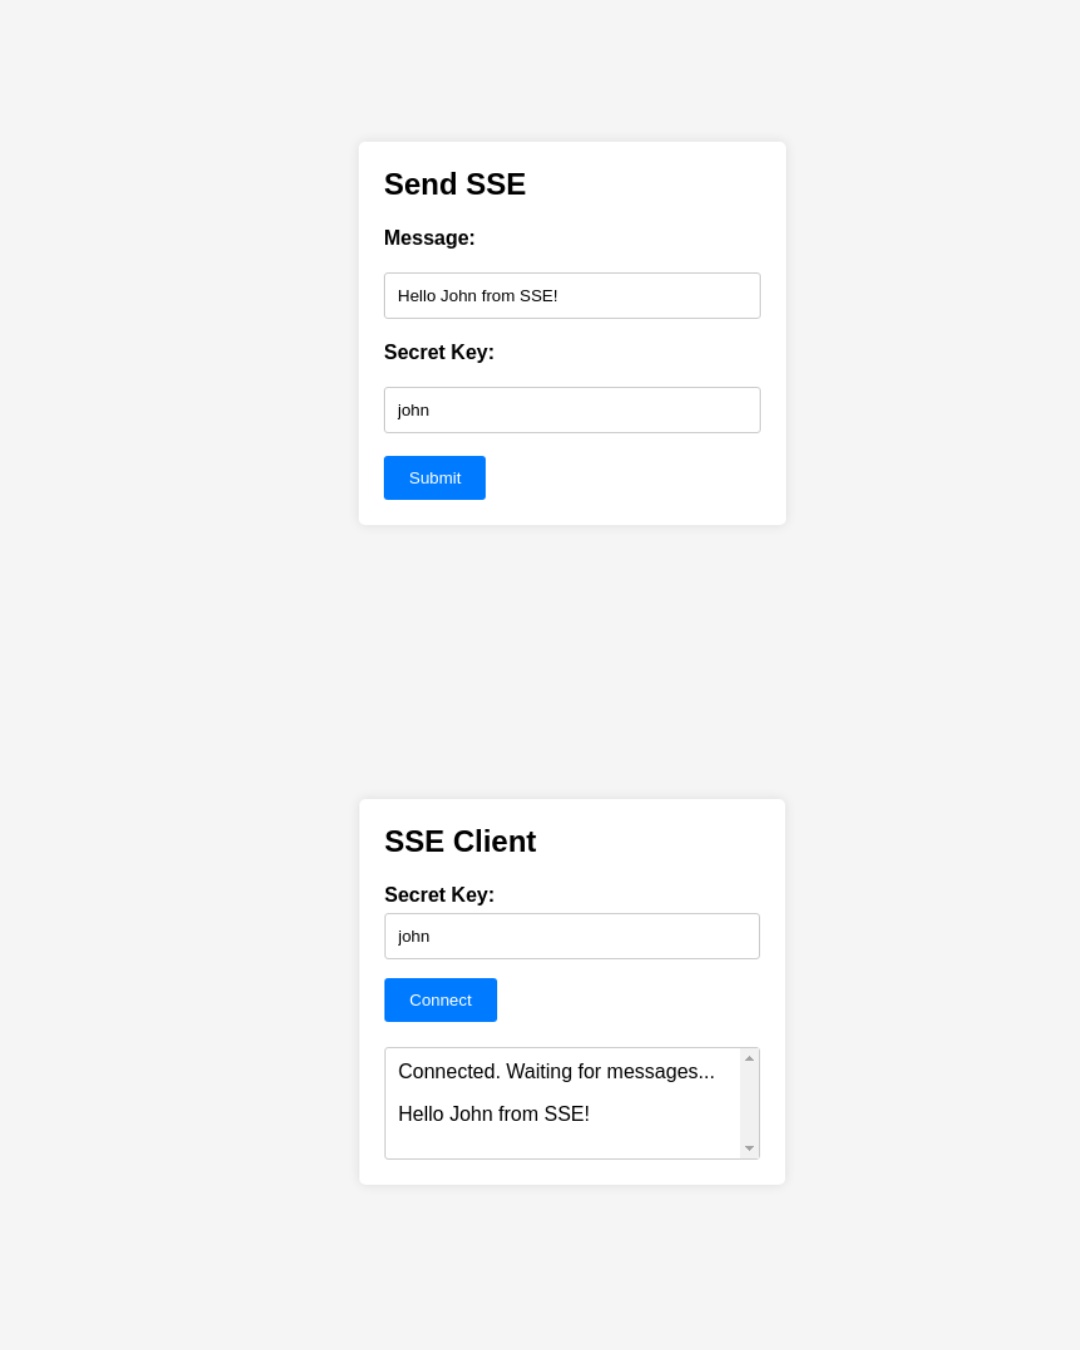 Send SSE
Message:
Hello John from SSE!
Secret Key:
john
Submit
SSE Client
Secret Key:
john
Connect
Connected. Waiting for messages...
Hello John from SSE!